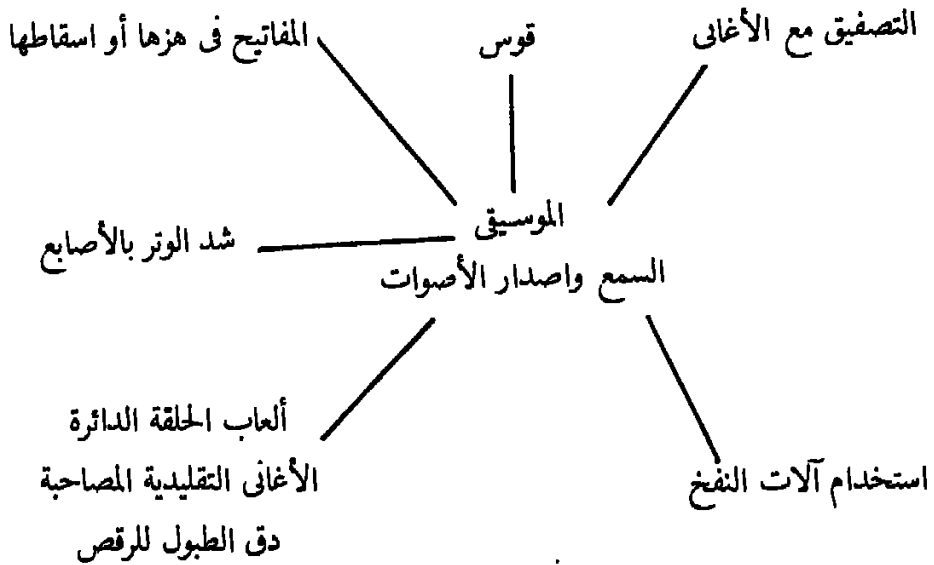 التصفيق مع الأغانى
قوس
المفاتيح فى هزها أو اسقاطها
الموسيقى
السمع واصدار الأصوات
شد الوتر بالأصابع
ألعاب الحلقة الدائرة
الأغانى التقليدية المصاحبة
دق الطبول للرقص
استخدام آلات النفخ